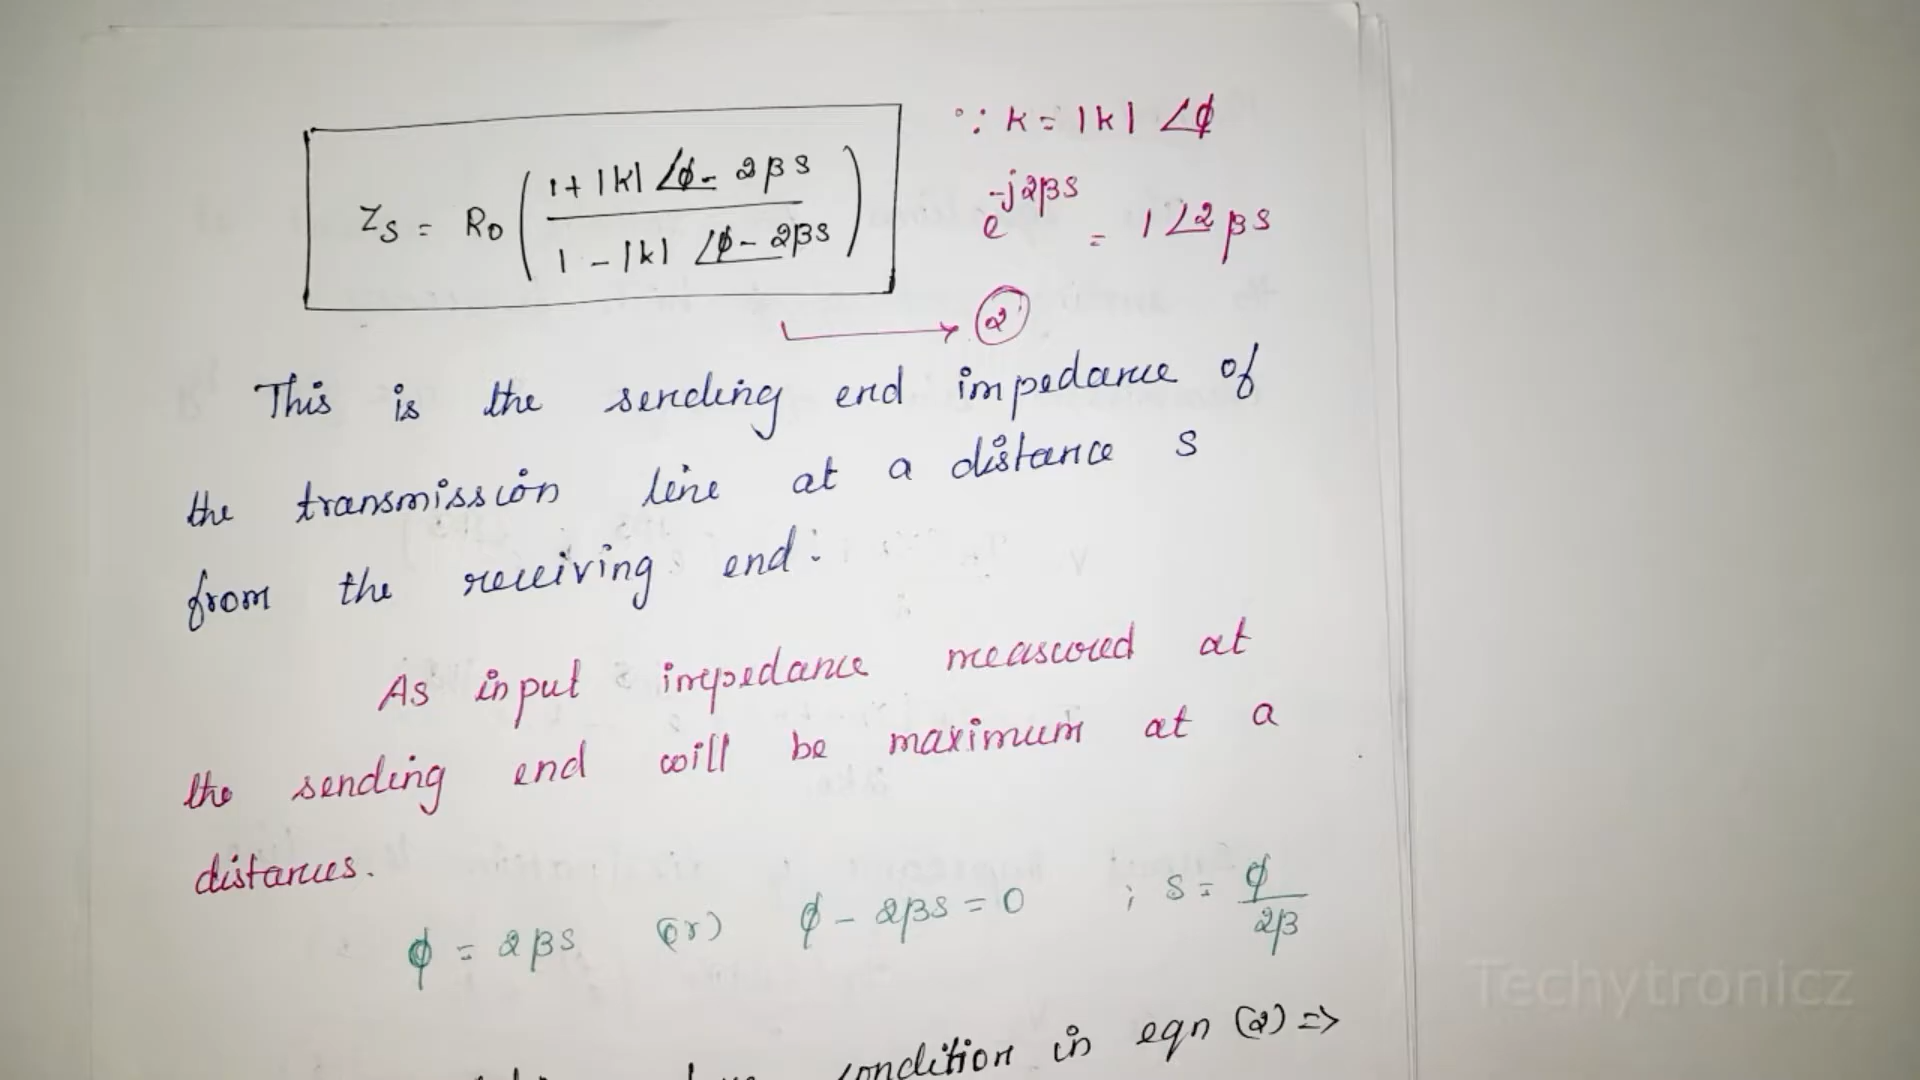 Zs = R0 ( 1 + |k| ∠ϕ - 2βs / 1 - |k| ∠ϕ - 2βs )
∵ k = |k| ∠ϕ
e^-j2βs = 1∠2βs
→ (2)
This is the sending end impedance of
the transmission line at a distance s
from the receiving end.
As input impedance measured at
the sending end will be maximum at a
distances.
ϕ = 2βs (or) ϕ - 2βs = 0 ; s = ϕ / 2β
condition in eqn (2) =>
Techytronicz